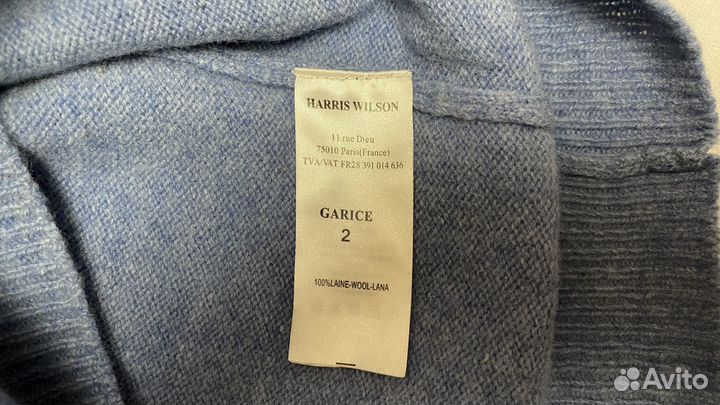 HARRIS WILSON
11 rue Dieu
75010 Paris(France)
TVA/VAT FR28 391 014 636
GARICE
2
100%LAINE-WOOL-LANA
Avito